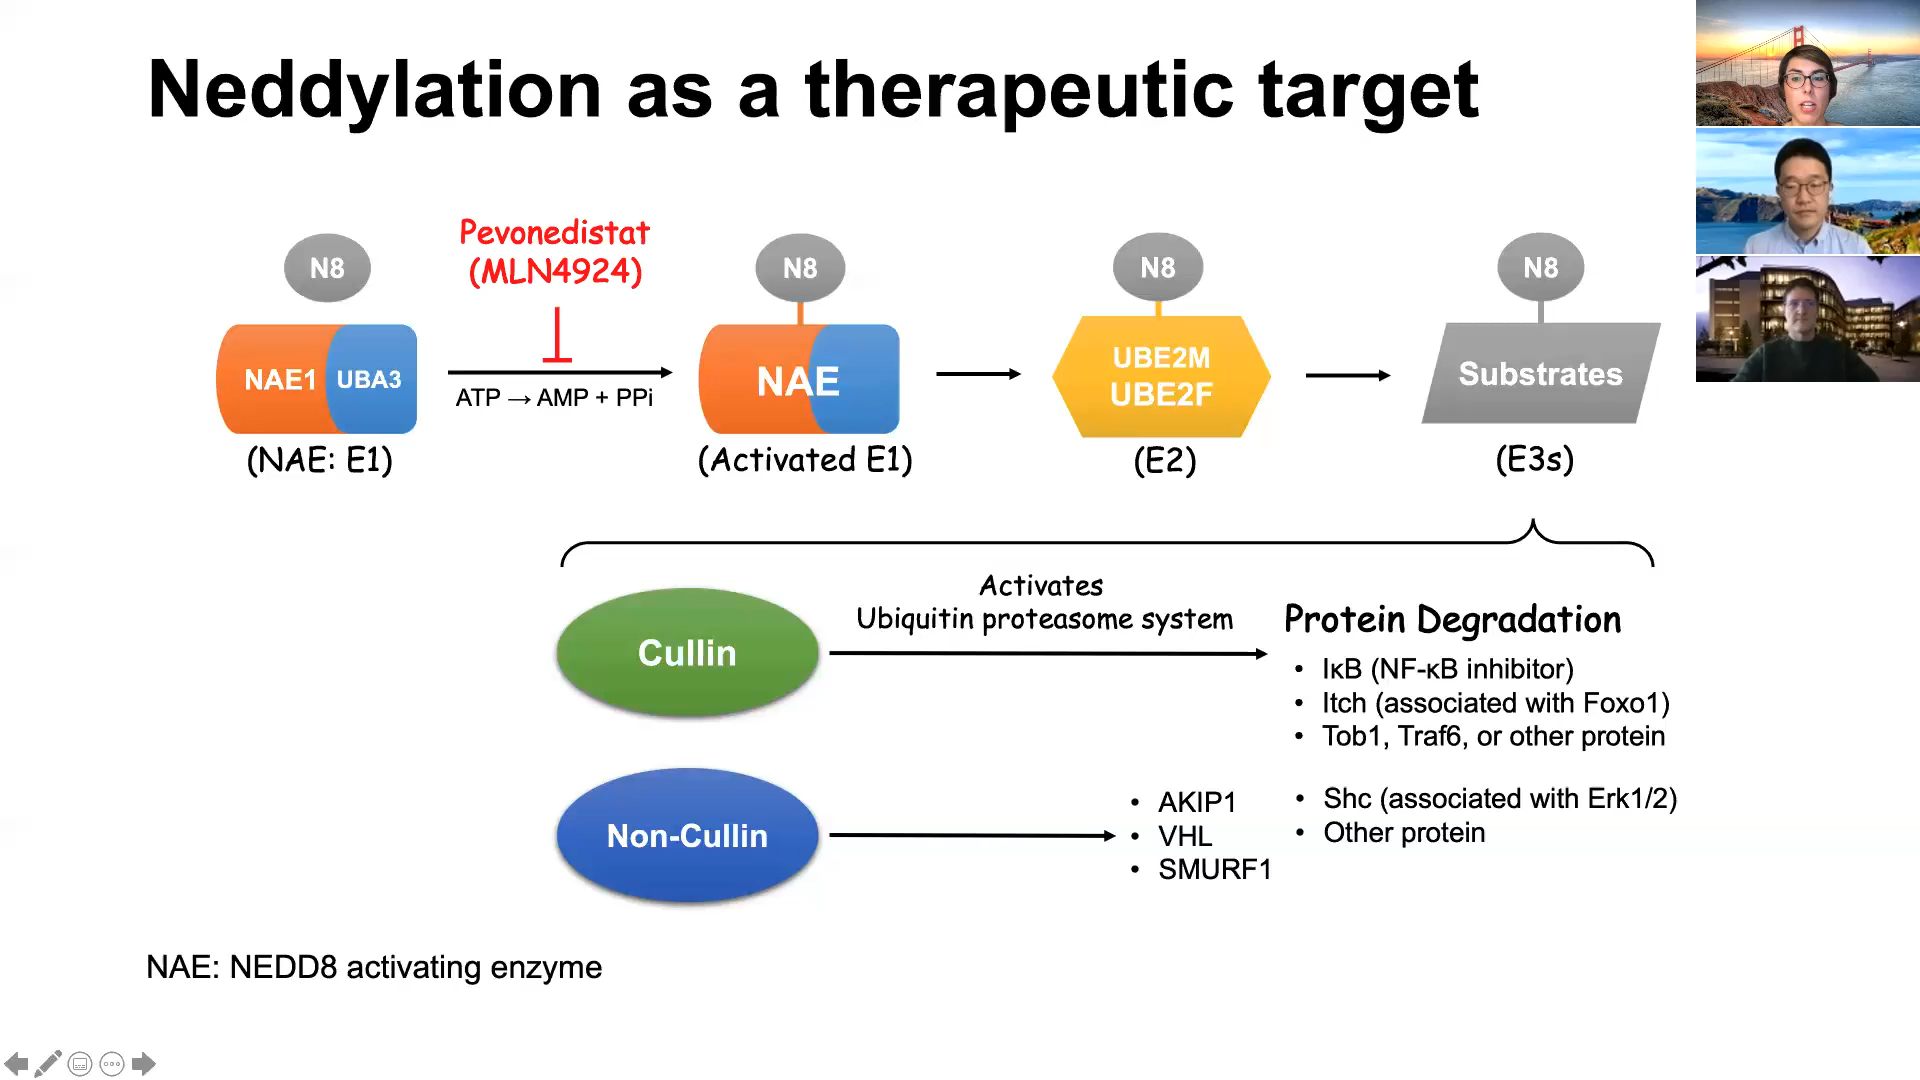 Neddylation as a therapeutic target
Pevonedistat
(MLN4924)
N8
N8
N8
N8
NAE1
UBA3
ATP → AMP + PPi
NAE
UBE2M
UBE2F
Substrates
(NAE: E1)
(Activated E1)
(E2)
(E3s)
Activates
Ubiquitin proteasome system
Cullin
Protein Degradation
• IκB (NF-κB inhibitor)
• Itch (associated with Foxo1)
• Tob1, Traf6, or other protein
Non-Cullin
• AKIP1
• VHL
• SMURF1
• Shc (associated with Erk1/2)
• Other protein
NAE: NEDD8 activating enzyme